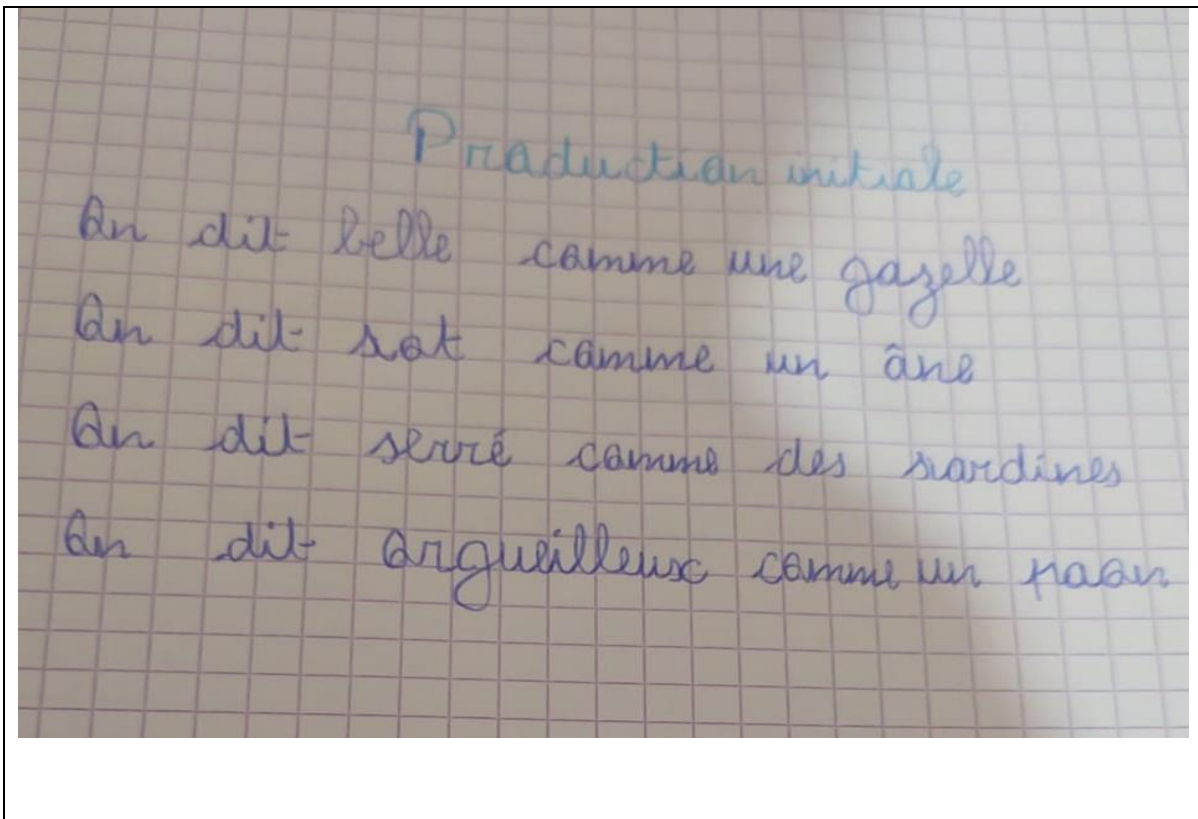 Production initiale
On dit belle comme une gazelle
On dit sot comme un âne
On dit serré comme des sardines
On dit orgueilleux comme un paon